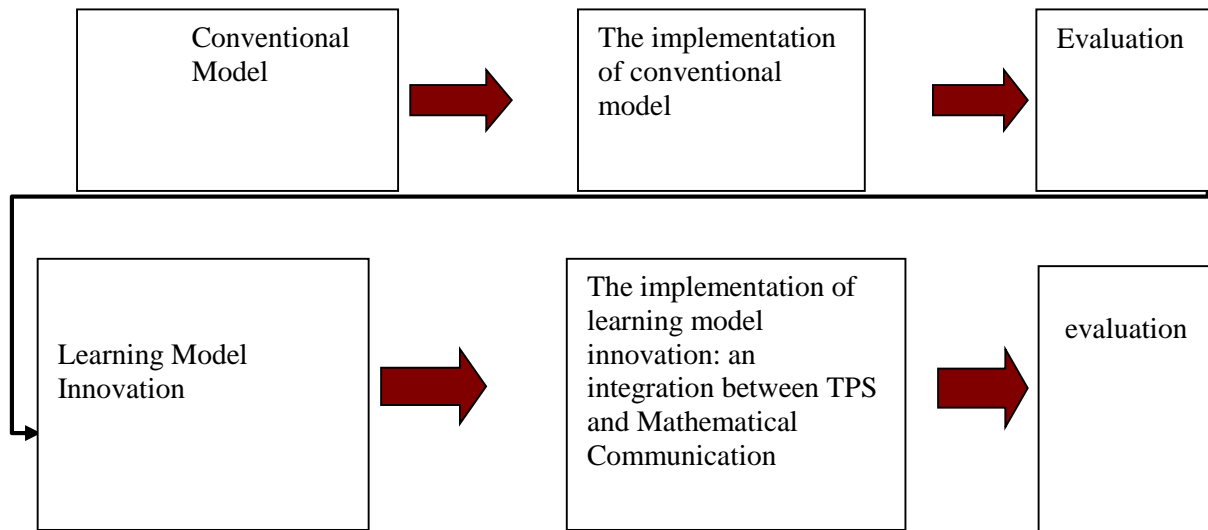 Conventional
Model
The implementation
of conventional
model
Evaluation
Learning Model
Innovation
The implementation of
learning model
innovation: an
integration between TPS
and Mathematical
Communication
evaluation